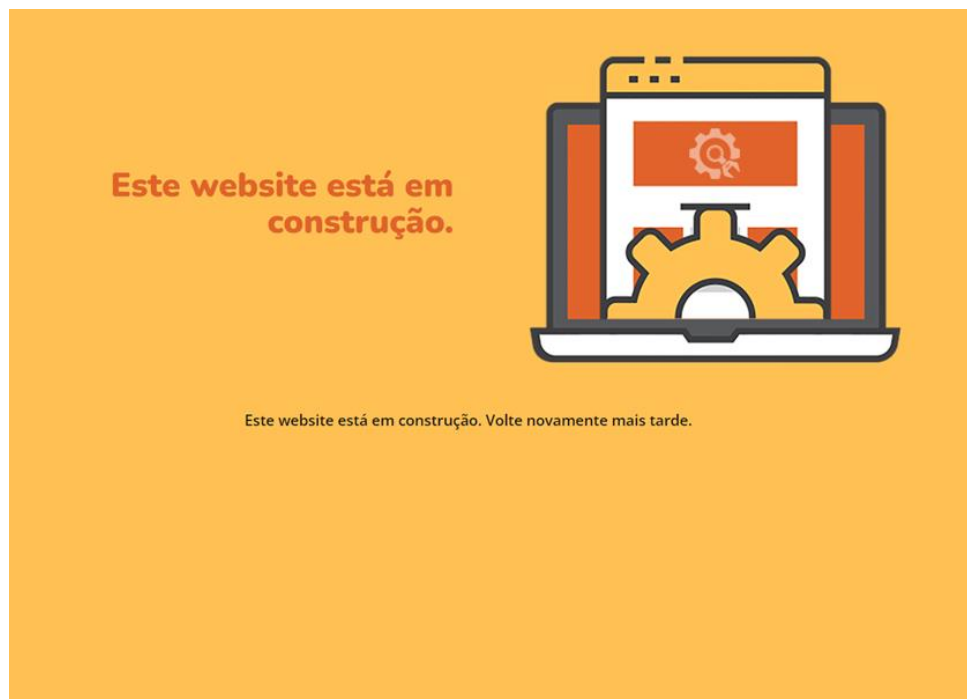 Este website está em
construção.
Este website está em construção. Volte novamente mais tarde.